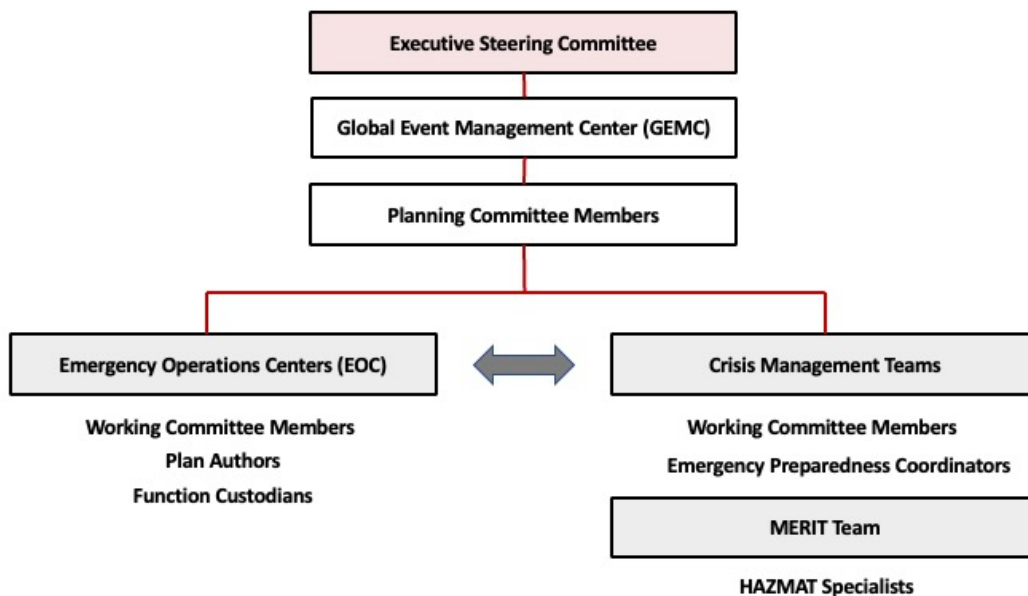 Executive Steering Committee
Global Event Management Center (GEMC)
Planning Committee Members
Emergency Operations Centers (EOC)
Working Committee Members
Plan Authors
Function Custodians
Crisis Management Teams
Working Committee Members
Emergency Preparedness Coordinators
MERIT Team
HAZMAT Specialists